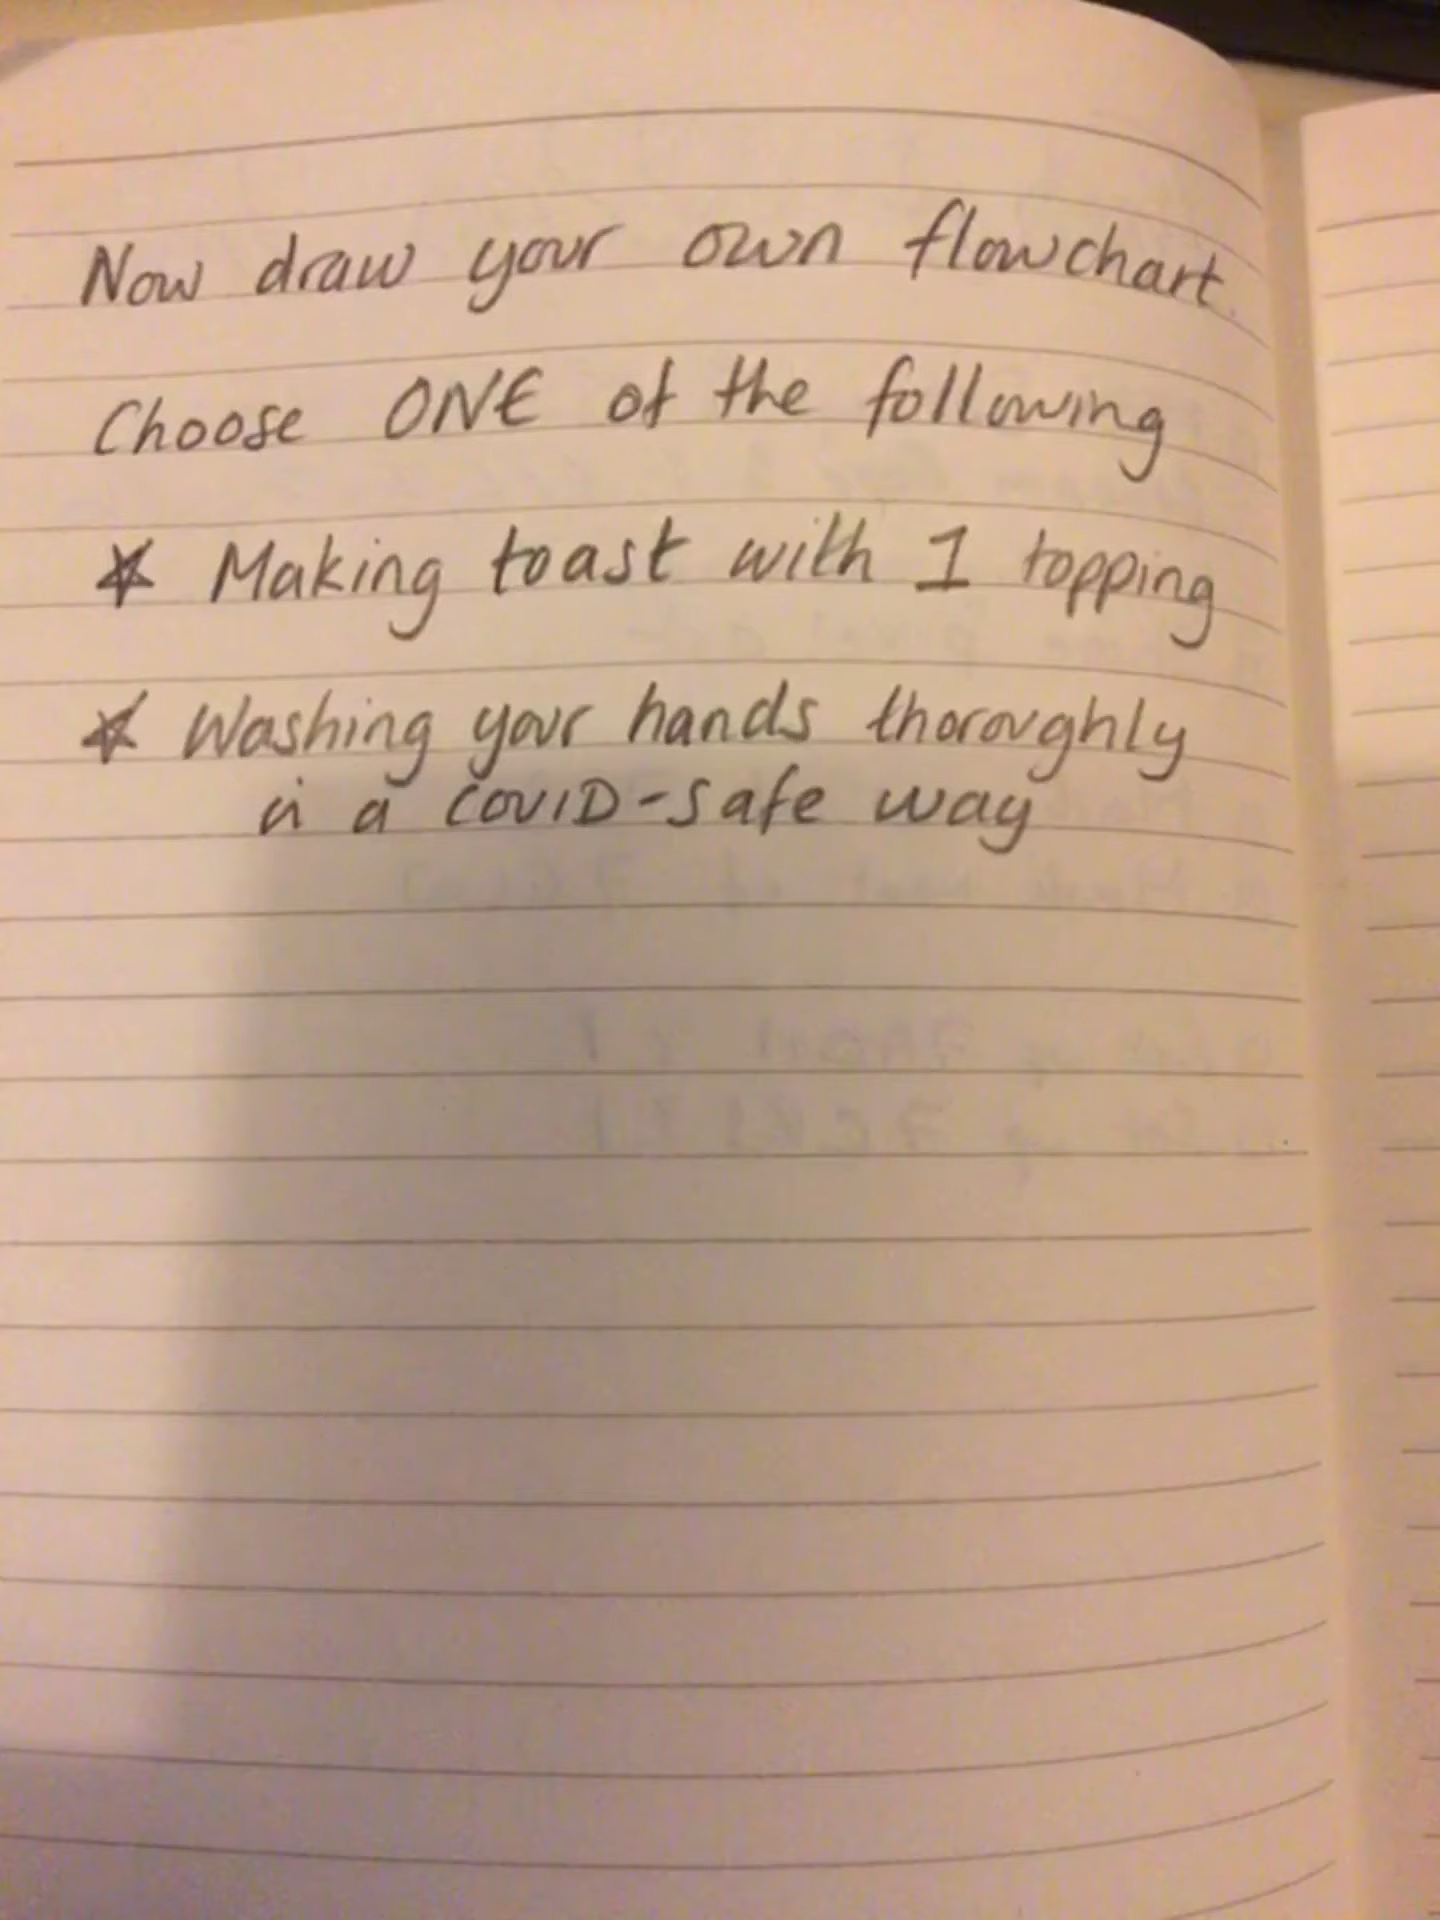 Now draw your own flowchart.
Choose ONE of the following
* Making toast with 1 topping
* Washing your hands thoroughly
in a COVID-safe way